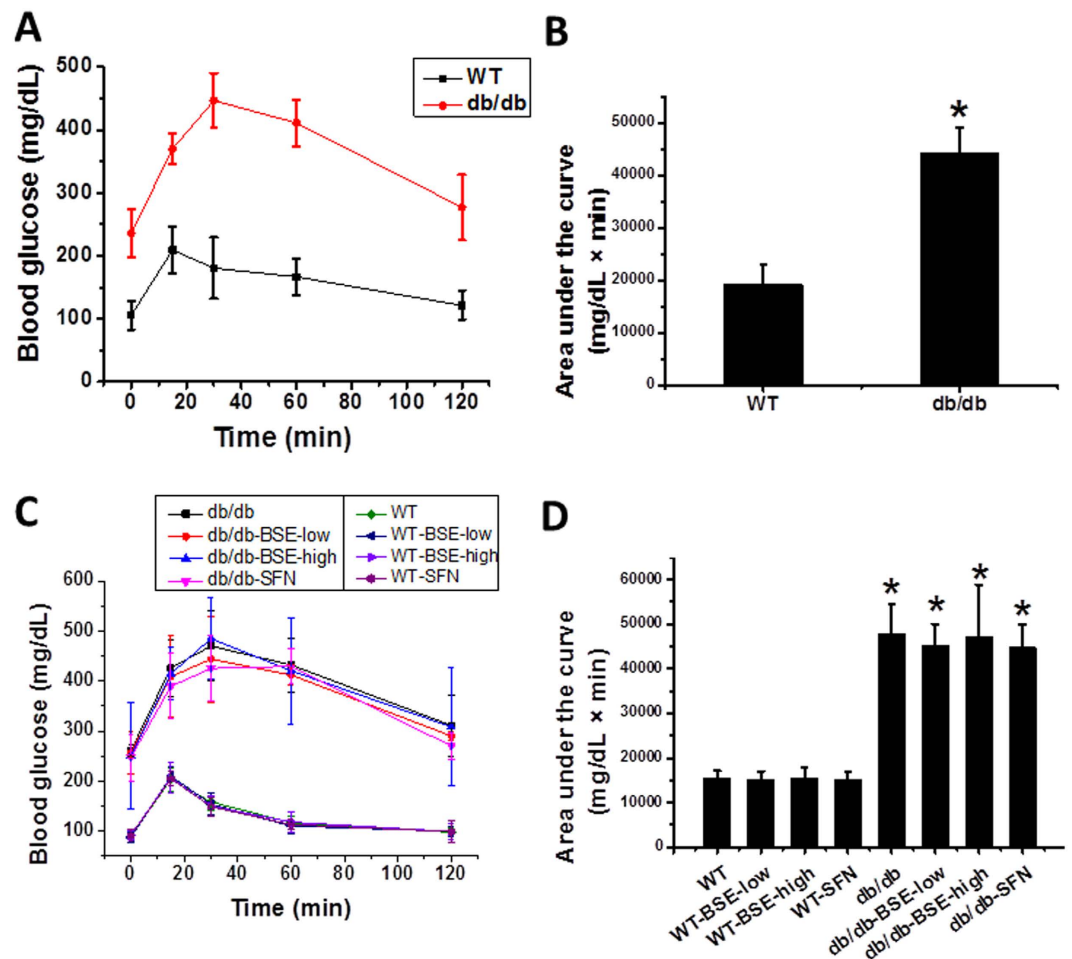 A
Blood glucose (mg/dL)
500
400
300
200
100
0
WT
db/db
0 20 40 60 80 100 120
Time (min)
B
Area under the curve
(mg/dL × min)
50000
40000
30000
20000
10000
0
*
WT db/db
C
db/db WT
db/db-BSE-low WT-BSE-low
db/db-BSE-high WT-BSE-high
db/db-SFN WT-SFN
Blood glucose (mg/dL)
600
500
400
300
200
100
0 20 40 60 80 100 120
Time (min)
D
Area under the curve
(mg/dL × min)
60000
50000
40000
30000
20000
10000
0
* * * *
WT
WT-BSE-low
WT-BSE-high
WT-SFN
db/db
db/db-BSE-low
db/db-BSE-high
db/db-SFN